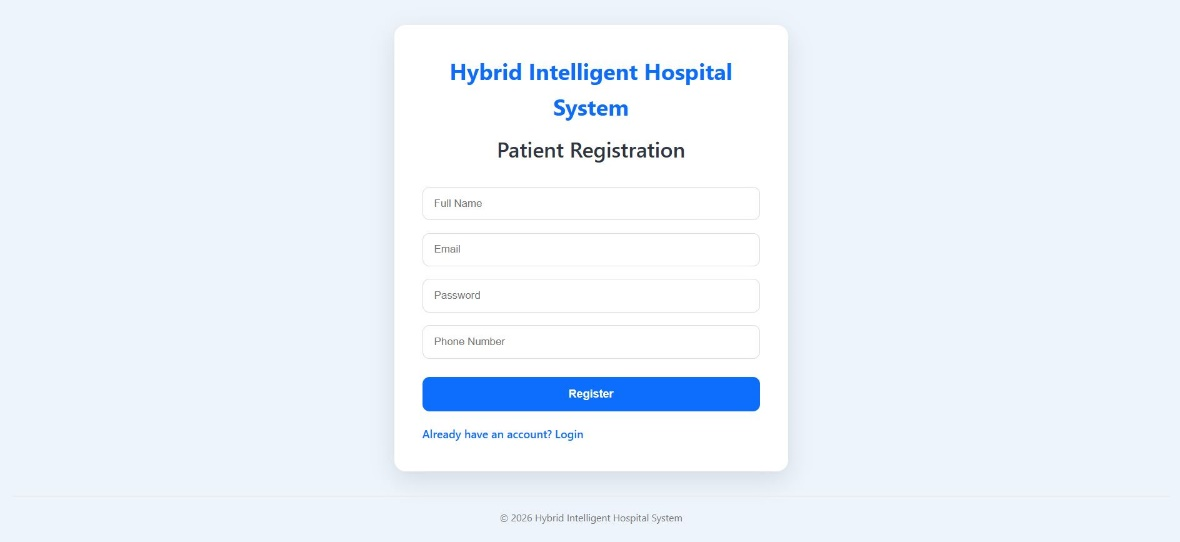 Hybrid Intelligent Hospital
System
Patient Registration
Full Name
Email
Password
Phone Number
Register
Already have an account? Login
© 2026 Hybrid Intelligent Hospital System